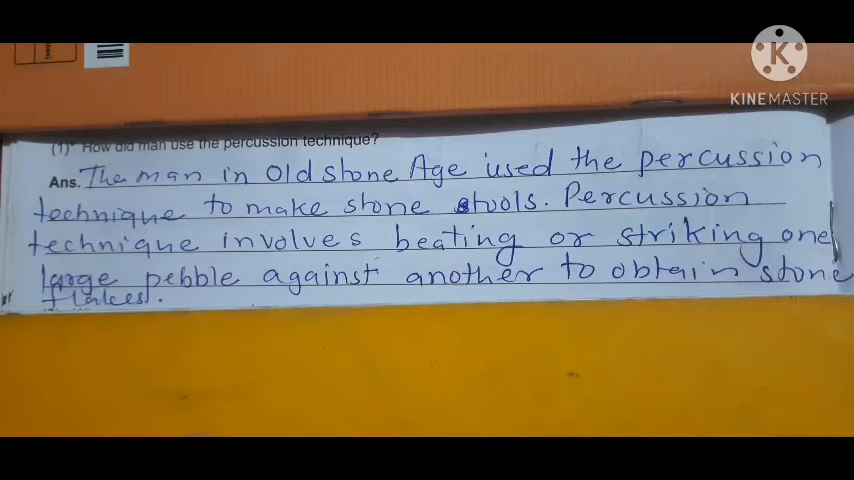 KINEMASTER
(1) How did man use the percussion technique?
Ans. The man in Old stone Age used the percussion
technique to make stone stools. Percussion
technique involves beating or striking one
large pebble against another to obtain stone
flakes.